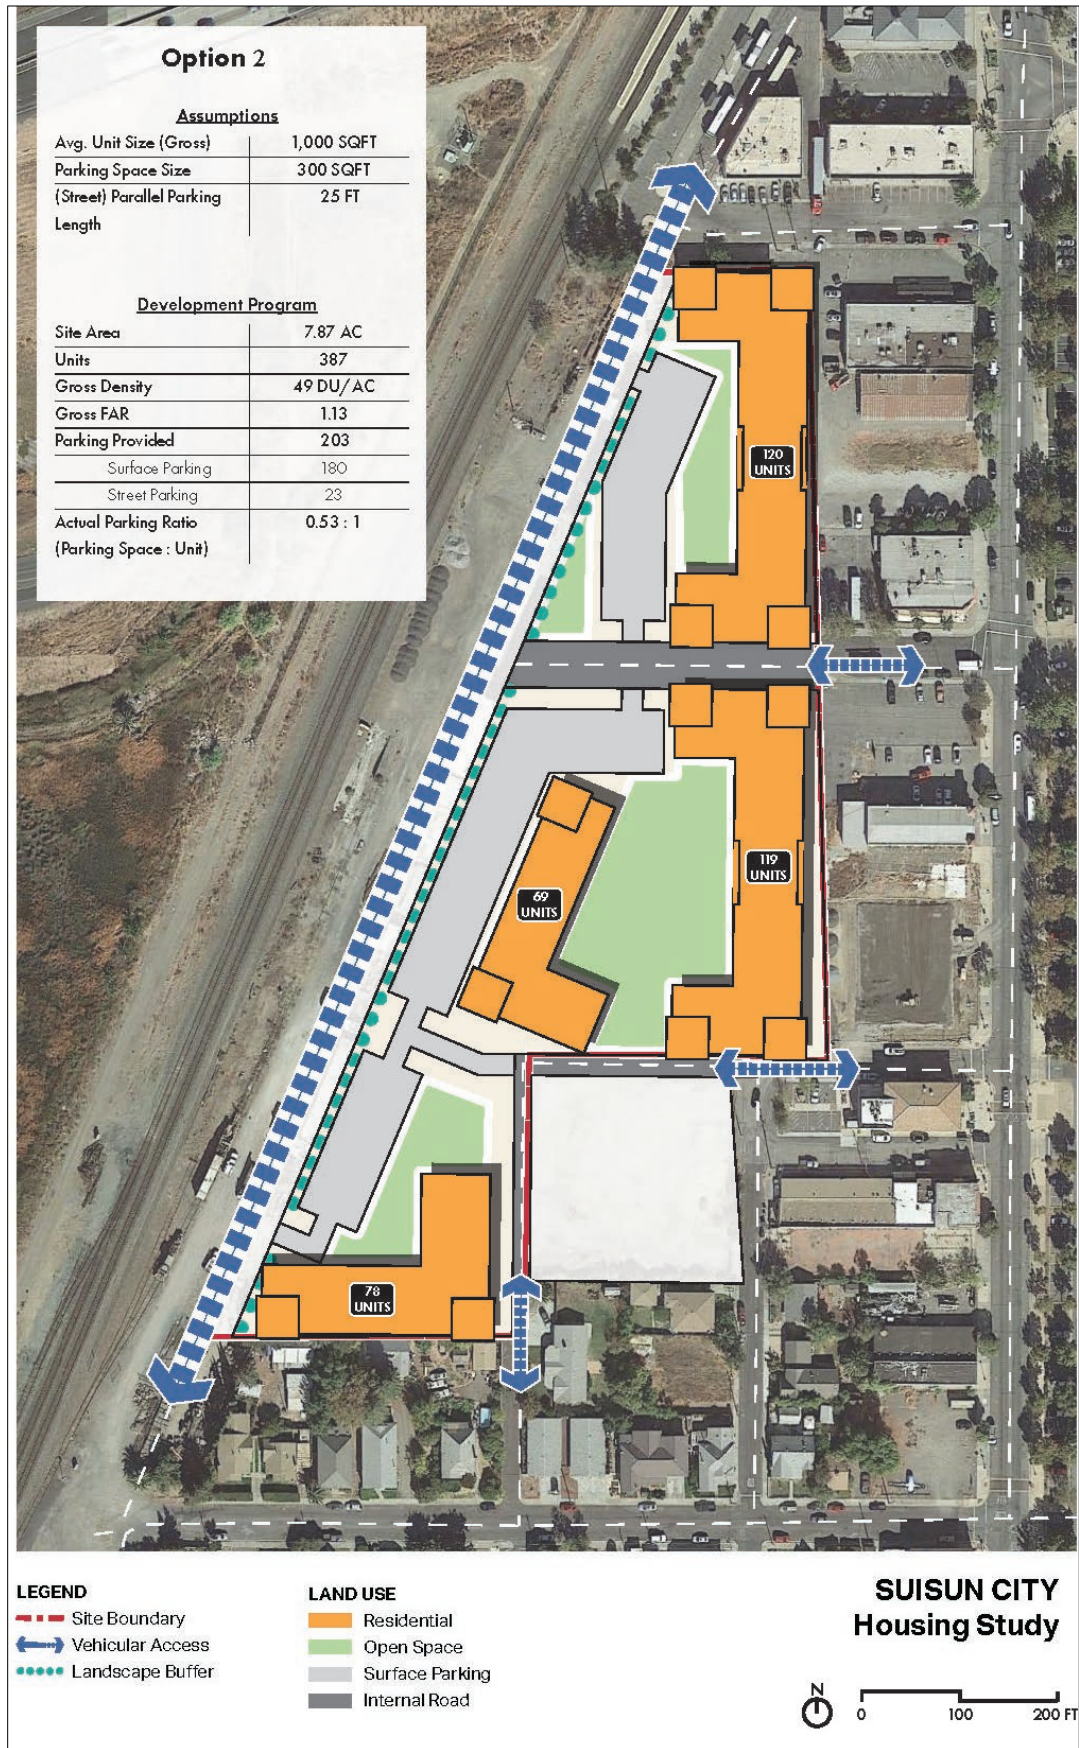 Option 2
Assumptions
Avg. Unit Size (Gross) 1,000 SQFT
Parking Space Size 300 SQFT
(Street) Parallel Parking 25 FT
Length
Development Program
Site Area 7.87 AC
Units 387
Gross Density 49 DU/AC
Gross FAR 1.13
Parking Provided 203
Surface Parking 180
Street Parking 23
Actual Parking Ratio 0.53 : 1
(Parking Space : Unit)
120
UNITS
119
UNITS
69
UNITS
78
UNITS
LEGEND
Site Boundary
Vehicular Access
Landscape Buffer
LAND USE
Residential
Open Space
Surface Parking
Internal Road
SUISUN CITY
Housing Study
N
0 100 200 FT